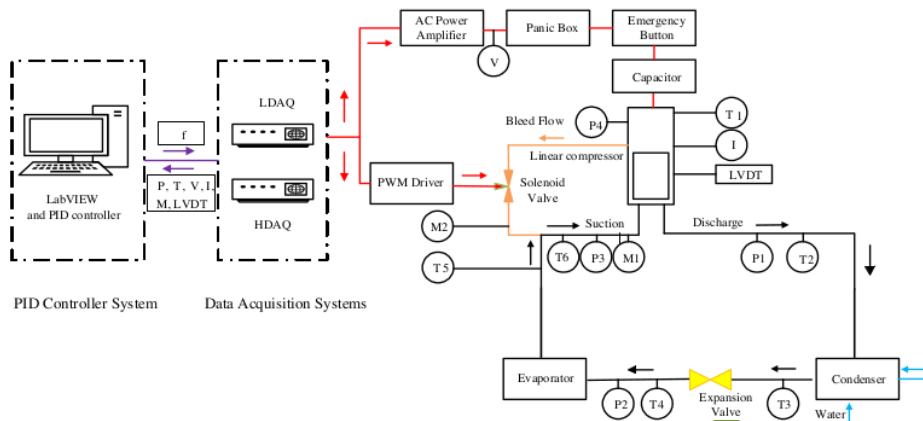 AC Power
Amplifier
Panic Box
Emergency
Button
V
Capacitor
LDAQ
HDAQ
f
P, T, V, I,
M, LVDT
LabVIEW
and PID controller
PID Controller System
Data Acquisition Systems
PWM Driver
Bleed Flow
P4
T 1
I
LVDT
Linear compressor
Solenoid
Valve
M2
T5
Suction
T6
P3
M1
Discharge
P1
T2
Evaporator
P2
T4
Expansion
Valve
T3
Condenser
Water